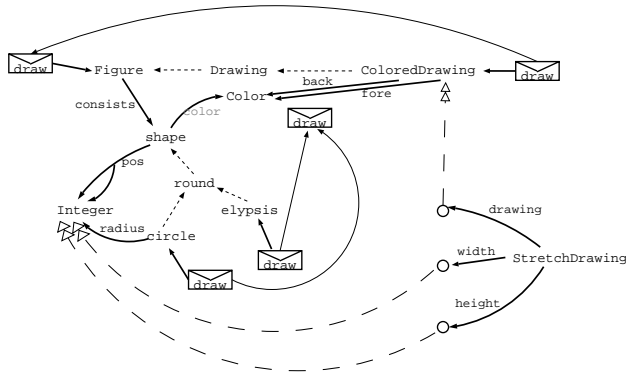 draw Figure Drawing ColoredDrawing draw
back
consists Color fore
color
draw
shape
pos
round
Integer elypsis drawing
radius circle
width StretchDrawing
draw
draw
height